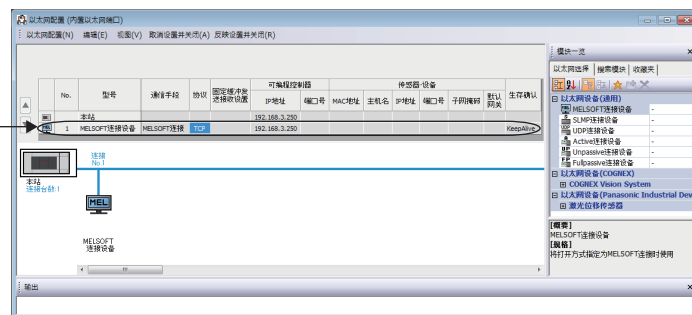 以太网配置 (内置以太网端口)
以太网配置(N) 编辑(E) 视图(V) 取消设置并关闭(A) 反映设置并关闭(R)
模块一览
以太网选择 搜索模块 收藏夹
可编程控制器 传感器·设备
No. 型号 通信手段 协议 固定缓冲发送接收设置 IP地址 端口号 MAC地址 主机名 IP地址 端口号 子网掩码 默认网关 生存确认
本站 192.168.3.250
1 MELSOFT连接设备 MELSOFT连接 TCP 192.168.3.250 KeepAlive
以太网设备(通用)
MELSOFT连接设备 -
SLMP连接设备 -
UDP连接设备 -
Active连接设备 -
Unpassive连接设备 -
Fullpassive连接设备 -
以太网设备(COGNEX)
COGNEX Vision System
以太网设备(Panasonic Industrial Dev
激光位移传感器
连接
No.1
本站
连接台数:1
MEL
MELSOFT
连接设备
[概要]
MELSOFT连接设备
[规格]
将打开方式指定为MELSOFT连接时使用
输出